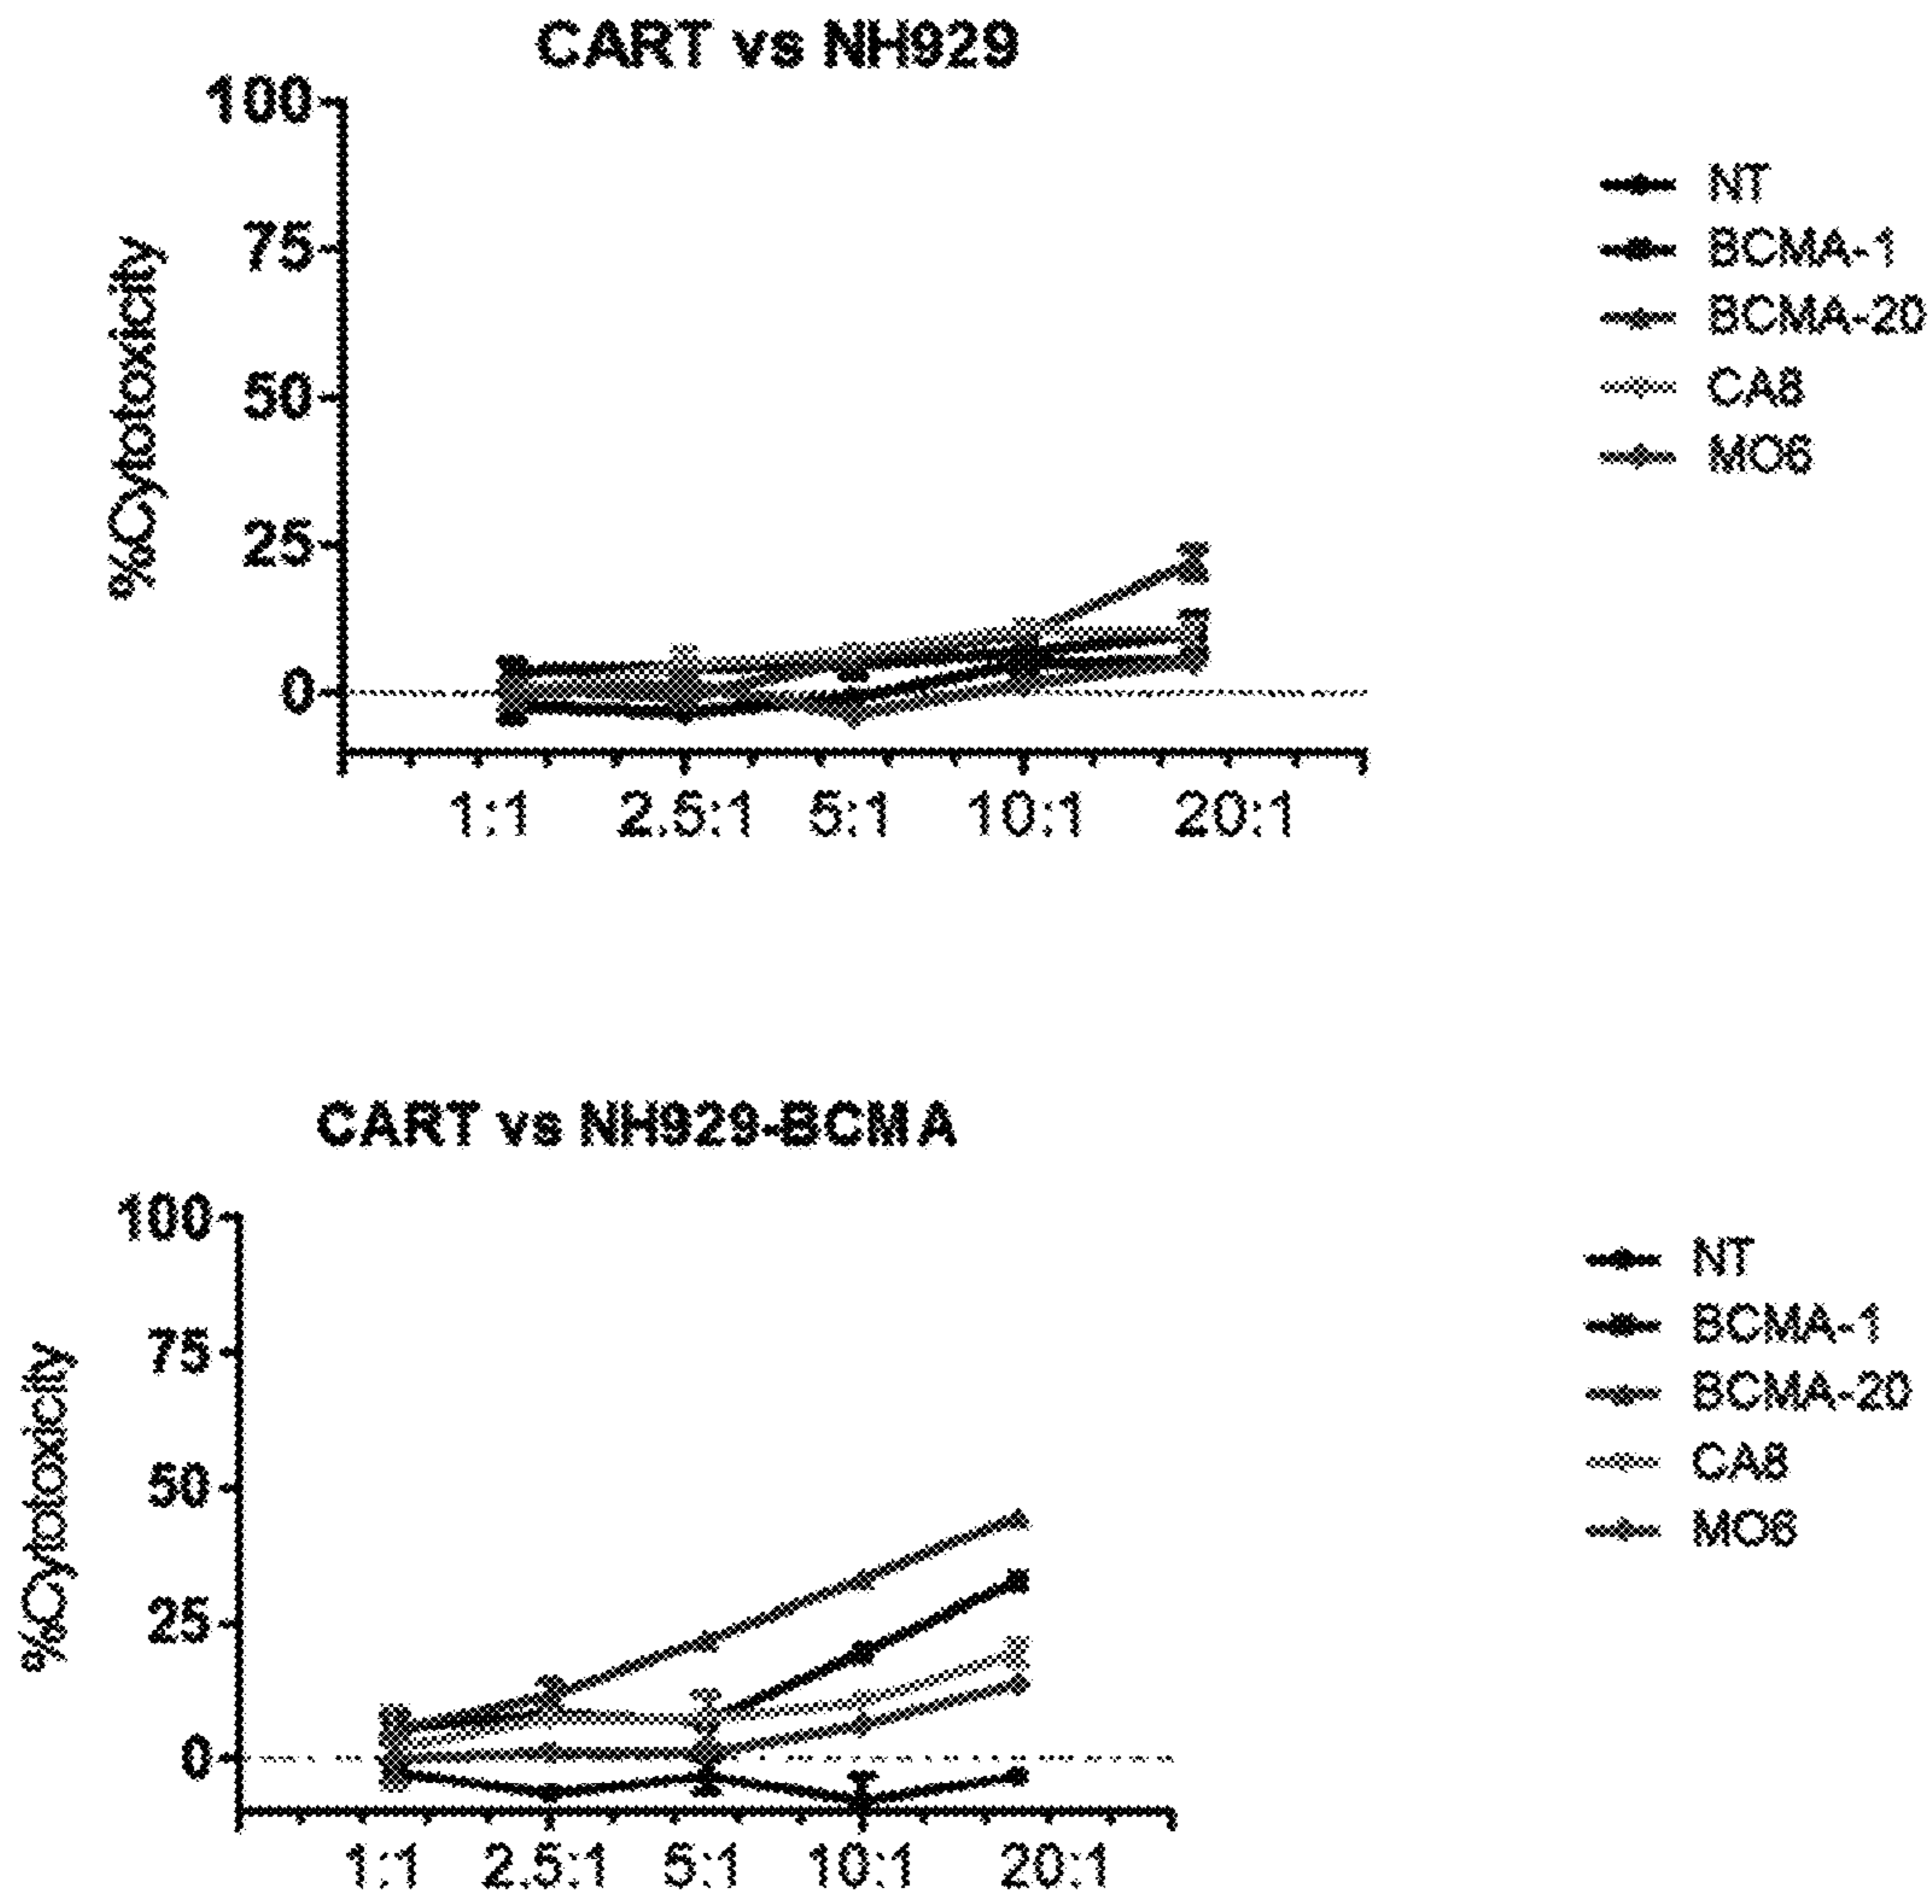 CART vs NH929
%Cytotoxicity
100
75
50
25
0
1:1 2.5:1 5:1 10:1 20:1
NT
BCMA-1
BCMA-20
CA8
MO6
CART vs NH929-BCMA
%Cytotoxicity
100
75
50
25
0
1:1 2.5:1 5:1 10:1 20:1
NT
BCMA-1
BCMA-20
CA8
MO6